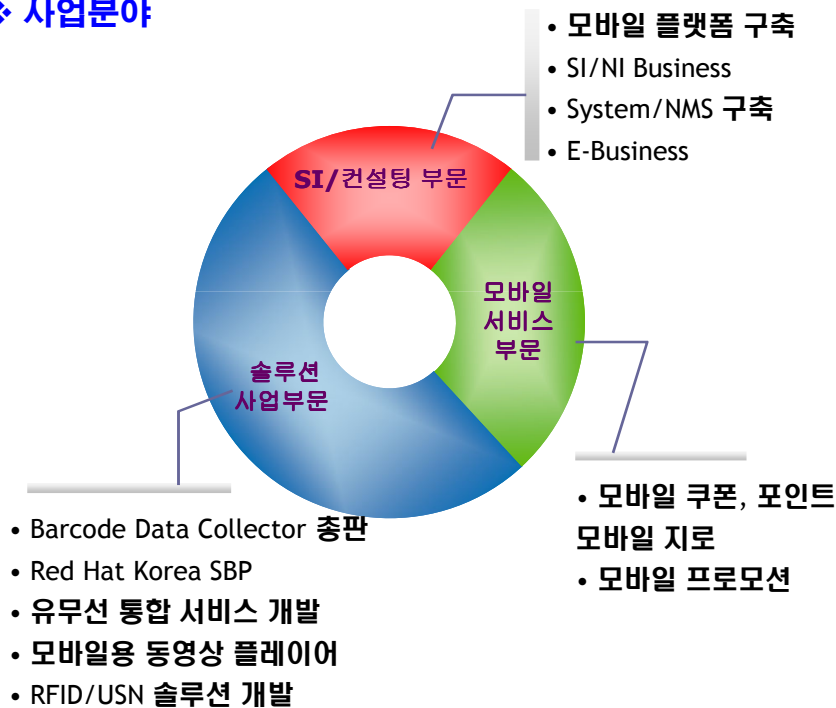 ※ 사업분야
• 모바일 플랫폼 구축
• SI/NI Business
• System/NMS 구축
• E-Business
SI/컨설팅 부문
모바일
서비스
부문
솔루션
사업부문
• Barcode Data Collector 총판
• Red Hat Korea SBP
• 유무선 통합 서비스 개발
• 모바일용 동영상 플레이어
• RFID/USN 솔루션 개발
• 모바일 쿠폰, 포인트
모바일 지로
• 모바일 프로모션